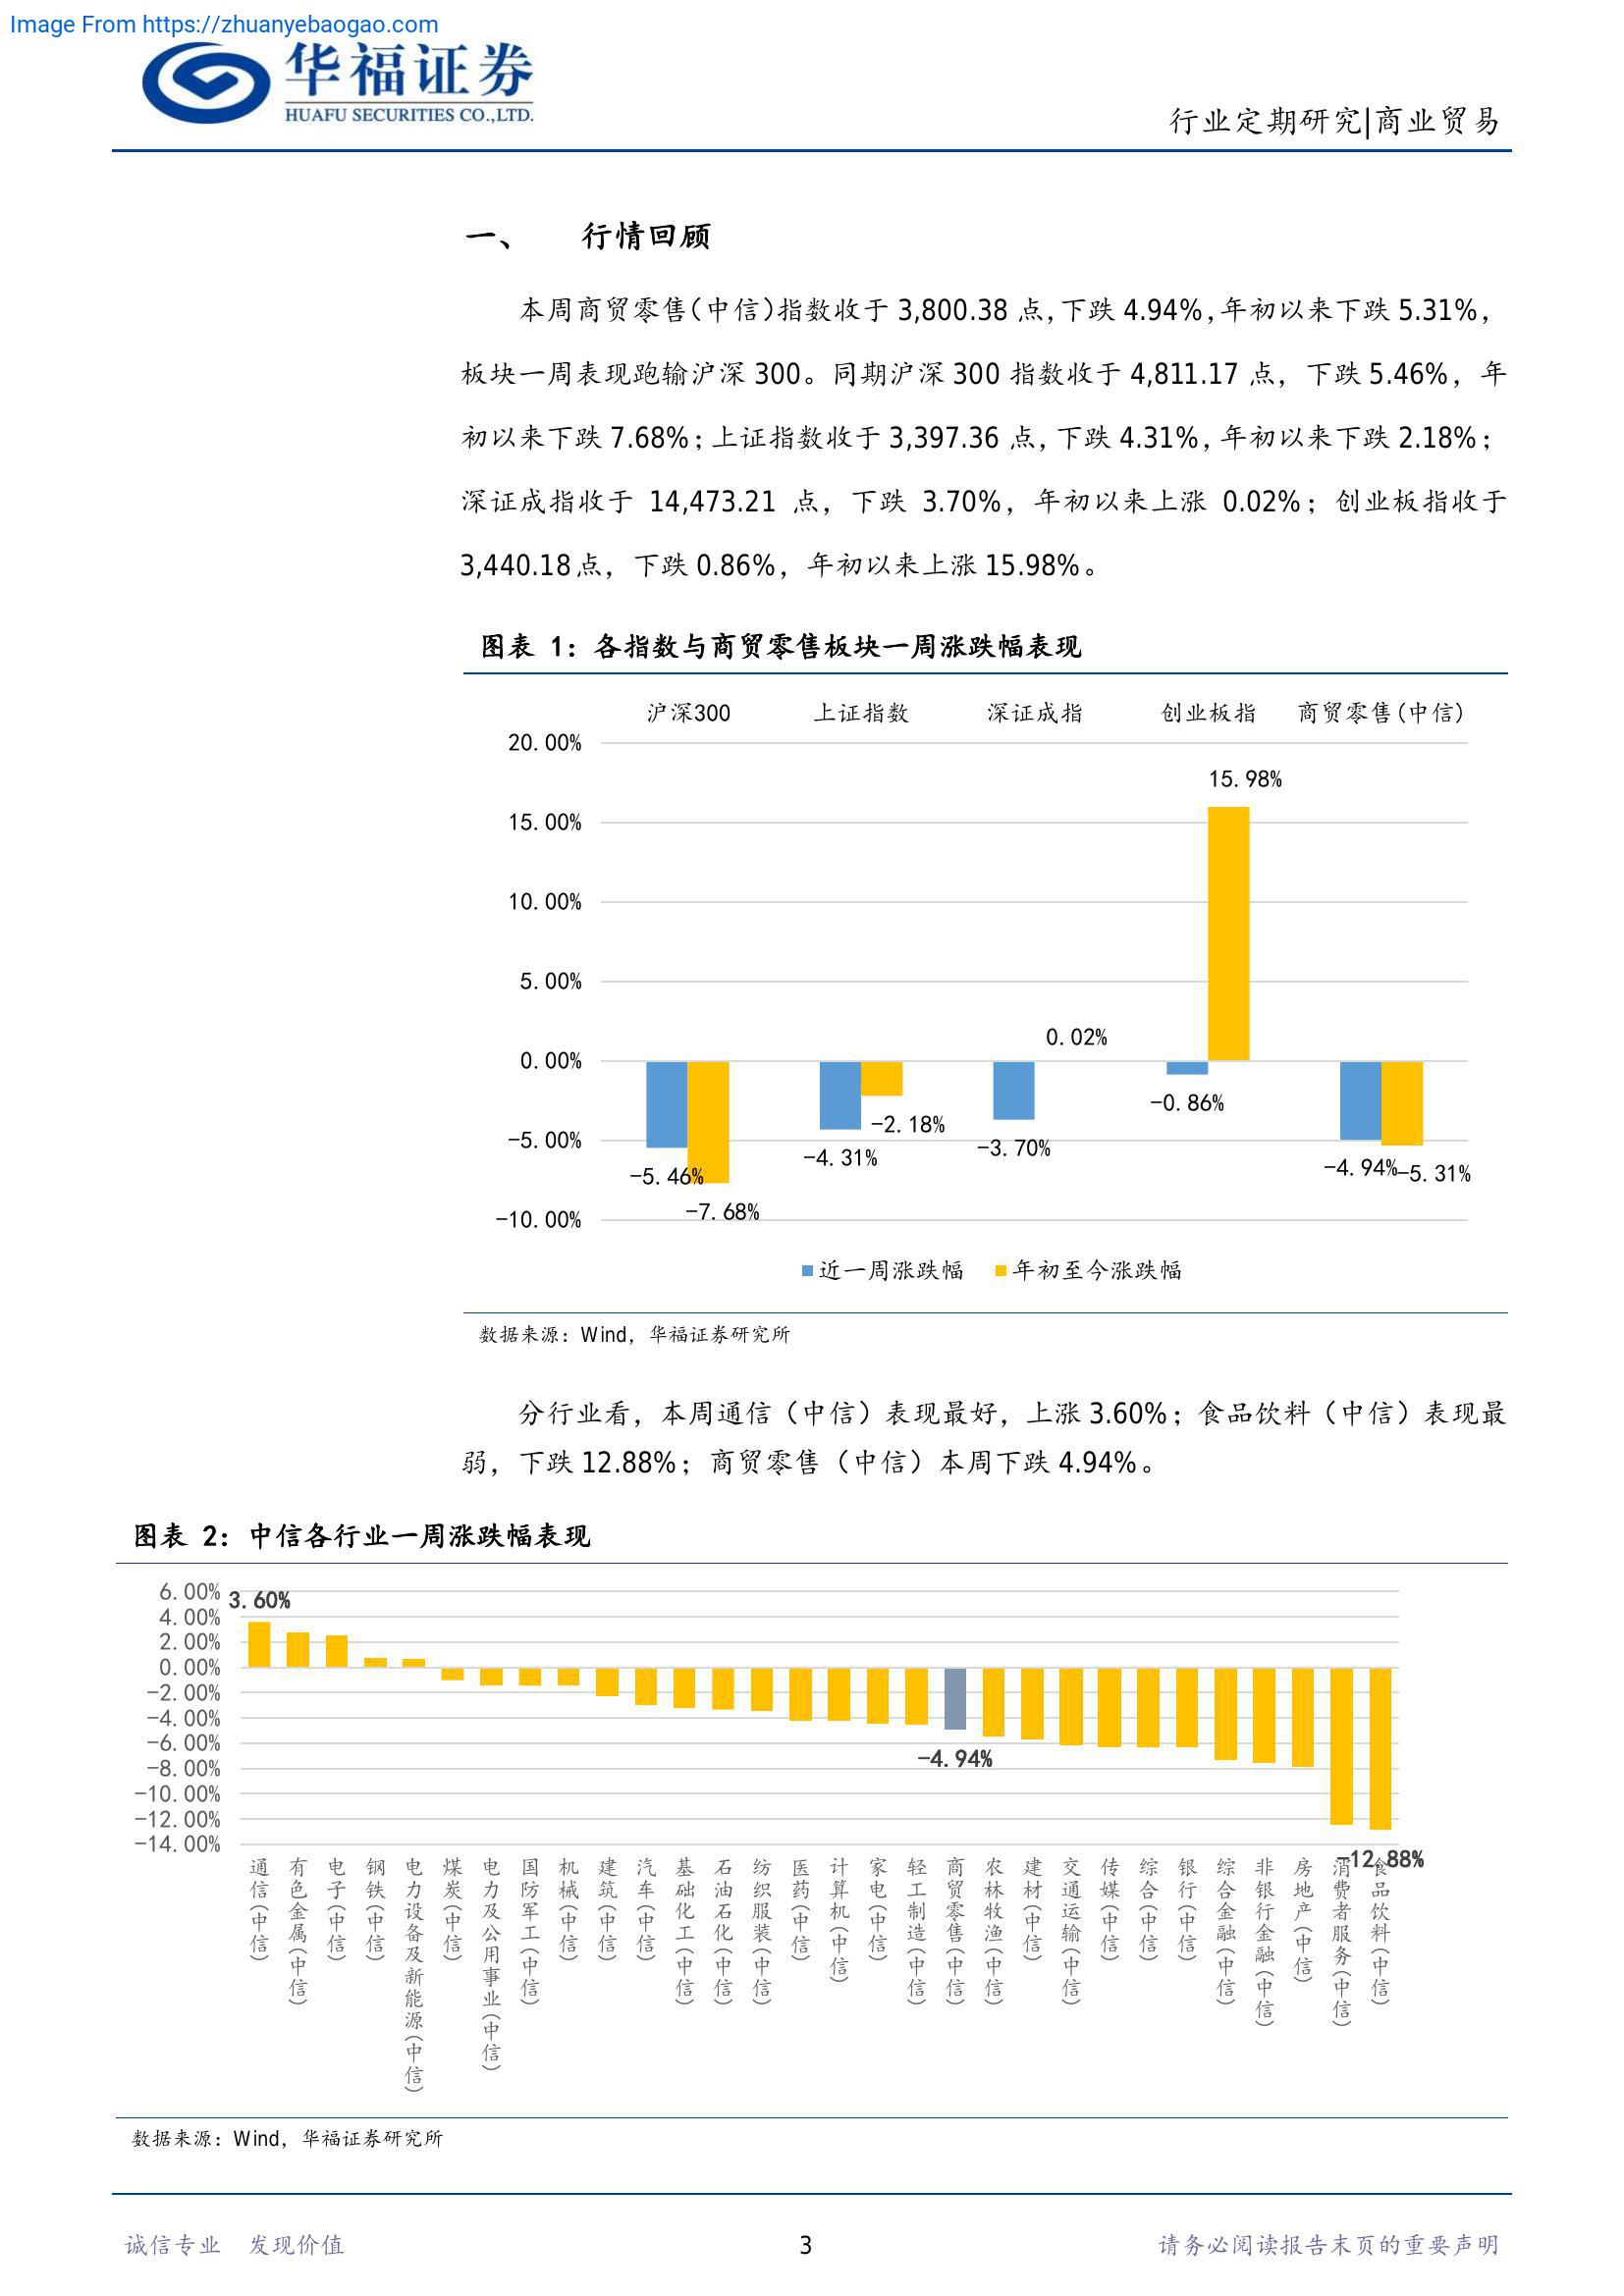 Image From https://zhuanyebaogao.com
华福证券
HUAFU SECURITIES CO.,LTD.
行业定期研究|商业贸易
一、 行情回顾
本周商贸零售(中信)指数收于 3,800.38 点,下跌 4.94%,年初以来下跌 5.31%,
板块一周表现跑输沪深 300。同期沪深 300 指数收于 4,811.17 点，下跌 5.46%，年
初以来下跌 7.68%；上证指数收于 3,397.36 点,下跌 4.31%,年初以来下跌 2.18%；
深证成指收于 14,473.21 点，下跌 3.70%，年初以来上涨 0.02%；创业板指收于
3,440.18点，下跌 0.86%，年初以来上涨 15.98%。
图表 1：各指数与商贸零售板块一周涨跌幅表现
沪深300 上证指数 深证成指 创业板指 商贸零售(中信)
20.00%
15.98%
15.00%
10.00%
5.00%
0.02%
0.00%
-0.86%
-2.18%
-5.00%
-3.70%
-4.31%
-4.94%
-5.31%
-5.46%
-7.68%
-10.00%
近一周涨跌幅 年初至今涨跌幅
数据来源：Wind，华福证券研究所
分行业看，本周通信（中信）表现最好，上涨 3.60%；食品饮料（中信）表现最
弱，下跌 12.88%；商贸零售（中信）本周下跌 4.94%。
图表 2：中信各行业一周涨跌幅表现
6.00%
3.60%
4.00%
2.00%
0.00%
-2.00%
-4.00%
-6.00%
-4.94%
-8.00%
-10.00%
-12.00%
-14.00%
-12.88%
通信(中信)
有色金属(中信)
电子(中信)
钢铁(中信)
电力设备及新能源(中信)
煤炭(中信)
电力及公用事业(中信)
国防军工(中信)
机械(中信)
建筑(中信)
汽车(中信)
基础化工(中信)
石油石化(中信)
纺织服装(中信)
医药(中信)
计算机(中信)
家电(中信)
轻工制造(中信)
商贸零售(中信)
农林牧渔(中信)
建材(中信)
交通运输(中信)
传媒(中信)
综合(中信)
银行(中信)
综合金融(中信)
非银行金融(中信)
房地产(中信)
消费者服务(中信)
食品饮料(中信)
数据来源：Wind，华福证券研究所
诚信专业 发现价值
3
请务必阅读报告末页的重要声明